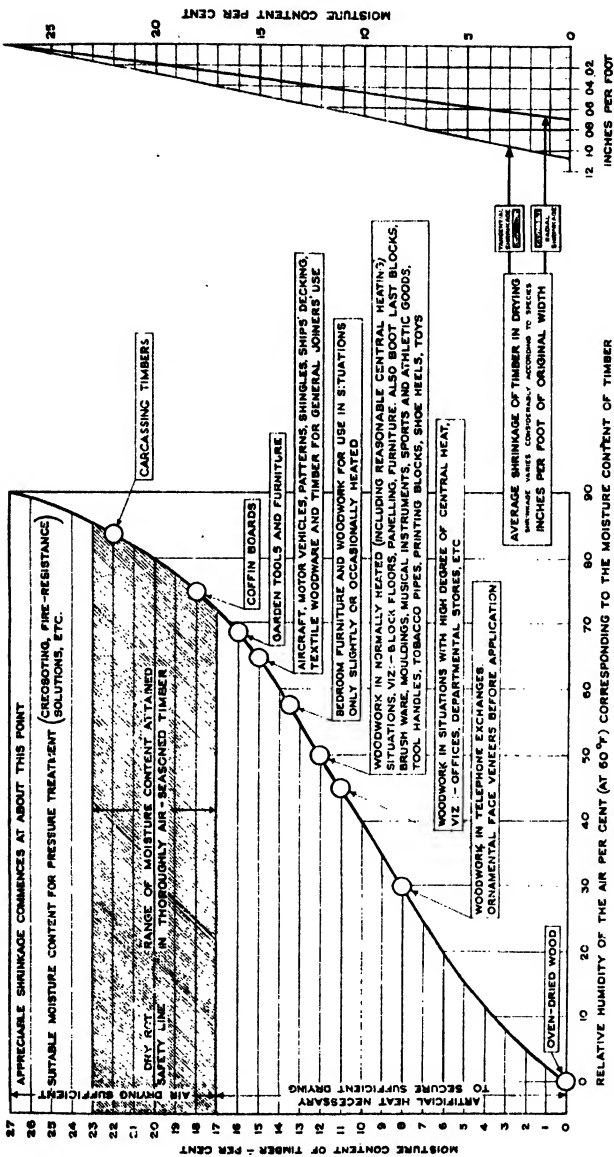 APPRECIABLE SHRINKAGE COMMENCES AT ABOUT THIS POINT
SUITABLE MOISTURE CONTENT FOR PRESSURE TREATMENT (CREOSOTING, FIRE-RESISTANCE
SOLUTIONS, ETC.)
DRY ROT
SAFETY LINE
RANGE OF MOISTURE CONTENT ATTAINED
IN THOROUGHLY AIR-SEASONED TIMBER
AIR DRYING SUFFICIENT
ARTIFICIAL HEAT NECESSARY
TO SECURE SUFFICIENT DRYING
MOISTURE CONTENT OF TIMBER - PER CENT
27
26
25
24
23
22
21
20
19
18
17
16
15
14
13
12
11
10
9
8
7
6
5
4
3
2
1
0
CARCASSING TIMBERS
COFFIN BOARDS
GARDEN TOOLS AND FURNITURE
AIRCRAFT, MOTOR VEHICLES, PATTERNS, SHINGLES, SHIPS' DECKING,
TEXTILE WOODWARE AND TIMBER FOR GENERAL JOINERS' USE
BEDROOM FURNITURE AND WOODWORK FOR USE IN SITUATIONS
ONLY SLIGHTLY OR OCCASIONALLY HEATED
WOODWORK IN NORMALLY HEATED (INCLUDING REASONABLE CENTRAL HEATING)
SITUATIONS, VIZ:- BLOCK FLOORS, PANELLING, FURNITURE. ALSO BOOT LAST BLOCKS,
BRUSH WARE, MOULDINGS, MUSICAL INSTRUMENTS, SPORTS AND ATHLETIC GOODS,
TOOL HANDLES, TOBACCO PIPES, PRINTING BLOCKS, SHOE HEELS, TOYS
WOODWORK IN SITUATIONS WITH HIGH DEGREE OF CENTRAL HEAT,
VIZ:- OFFICES, DEPARTMENTAL STORES, ETC
WOODWORK IN TELEPHONE EXCHANGES
ORNAMENTAL FACE VENEERS BEFORE APPLICATION
OVEN-DRIED WOOD
0 10 20 30 40 50 60 70 80 90
RELATIVE HUMIDITY OF THE AIR PER CENT (AT 60°F) CORRESPONDING TO THE MOISTURE CONTENT OF TIMBER
MOISTURE CONTENT PER CENT
25
20
15
10
5
0
12 10 08 06 04 02
INCHES PER FOOT
TANGENTIAL
SHRINKAGE
RADIAL
SHRINKAGE
AVERAGE SHRINKAGE OF TIMBER IN DRYING
SHRINKAGE VARIES CONSIDERABLY ACCORDING TO SPECIES
INCHES PER FOOT OF ORIGINAL WIDTH